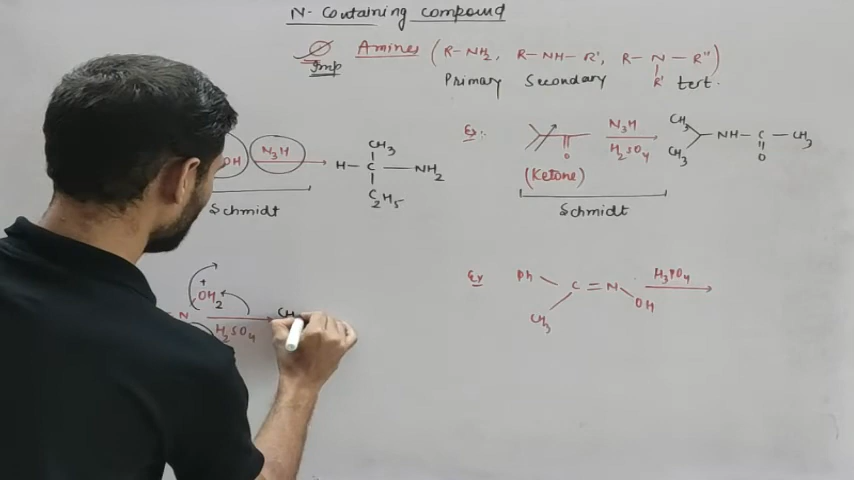 N- Containing compound
Imp Amines (R-NH2, R-NH-R', R-N-R")
R'
Primary Secondary tert.
OH N3H
CH3
H-C-NH2
C2H5
Schmidt
Ex: N3H
O H2SO4
(Ketone)
CH3
CH3
NH-C-CH3
O
Schmidt
+
OH2
N H2SO4 CH
Ex Ph
C=N
OH
CH3
H3PO4